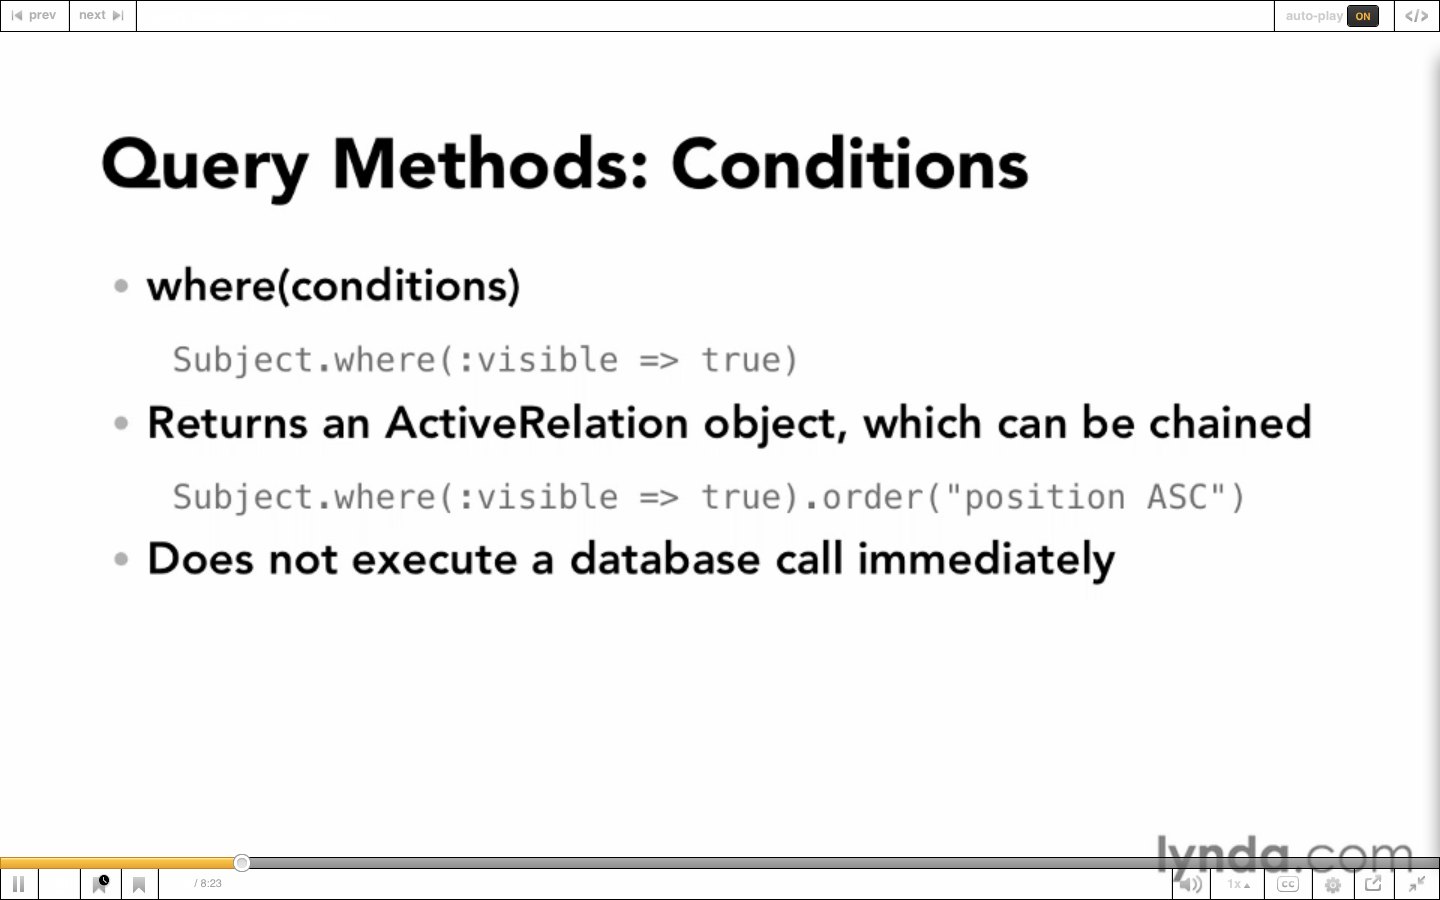 prev next auto-play ON </>
Query Methods: Conditions
• where(conditions)
Subject.where(:visible => true)
• Returns an ActiveRelation object, which can be chained
Subject.where(:visible => true).order("position ASC")
• Does not execute a database call immediately
lynda.com
/ 8:23 1x CC